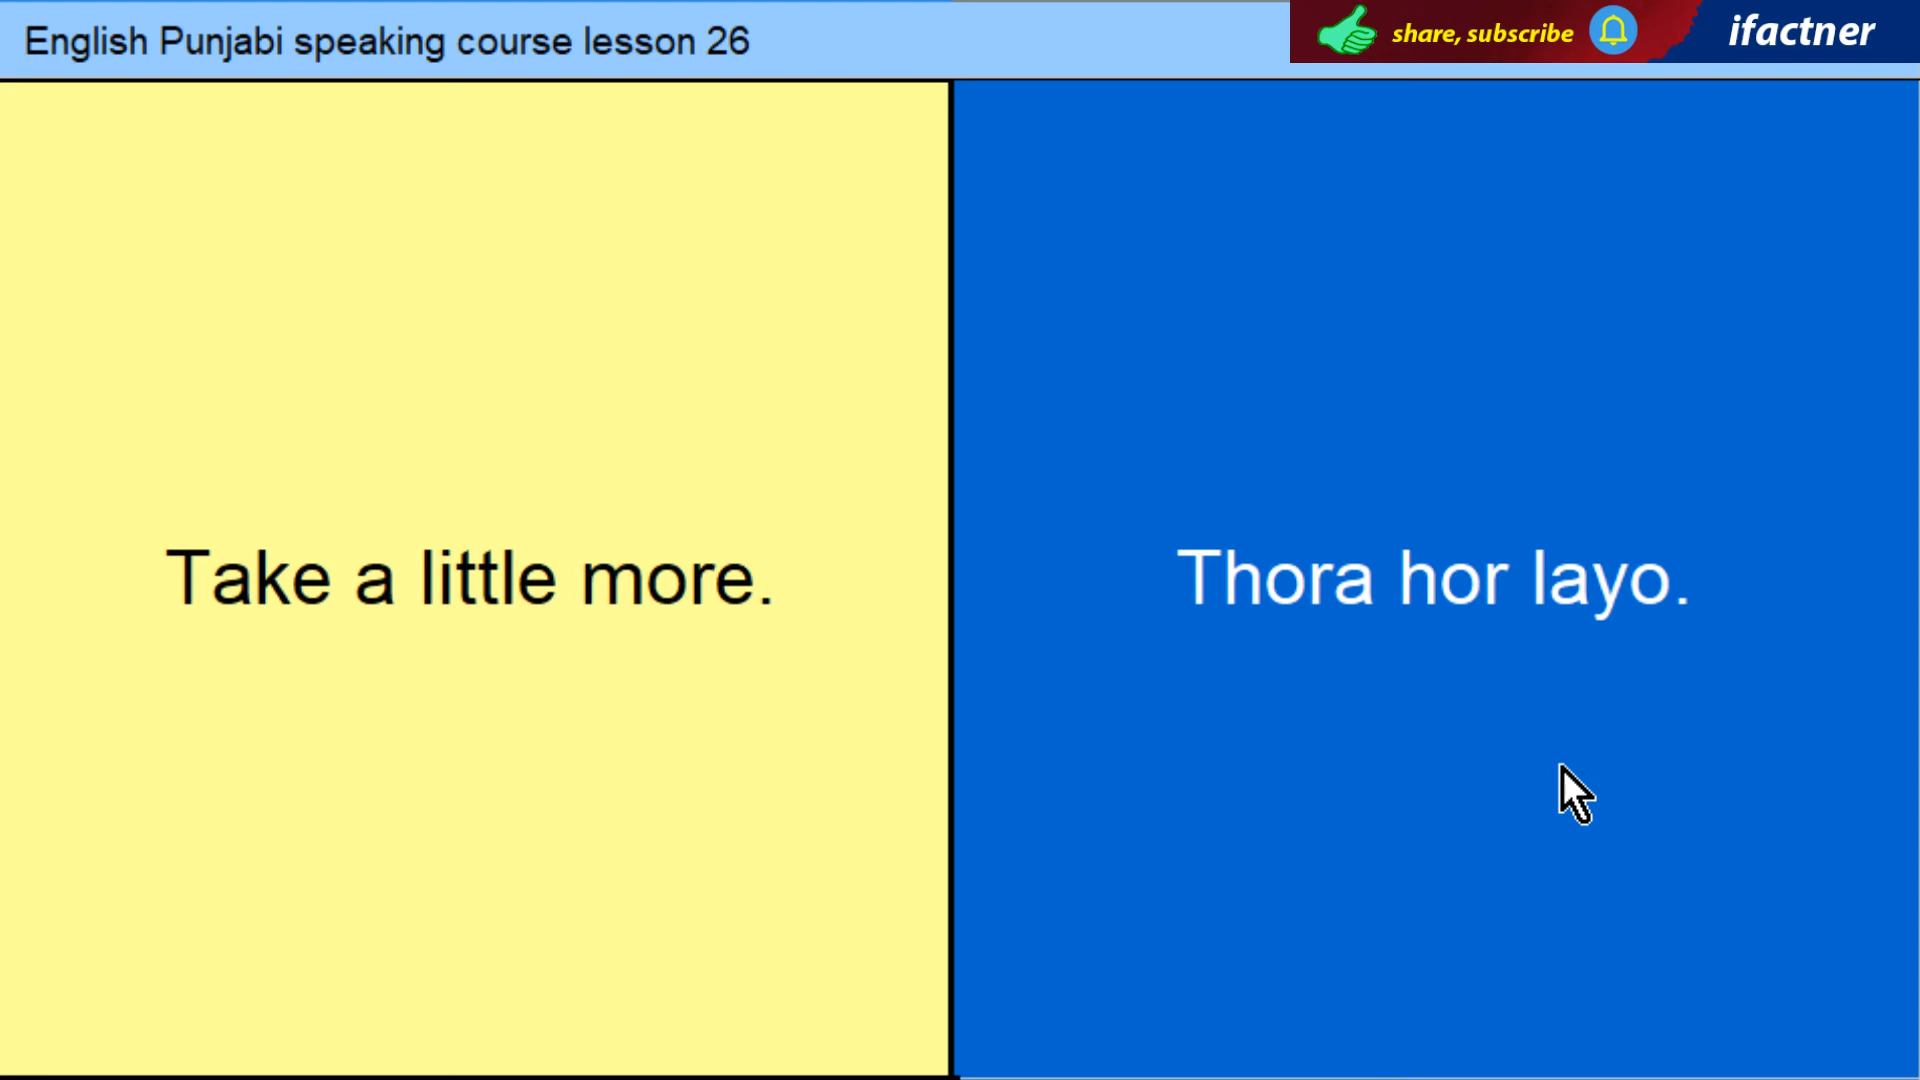 English Punjabi speaking course lesson 26
share, subscribe
ifactner
Take a little more.
Thora hor layo.